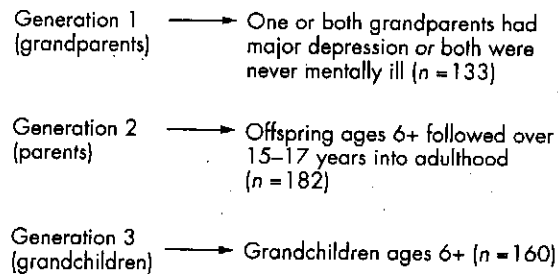 Generation 1 → One or both grandparents had
(grandparents) major depression or both were
never mentally ill (n = 133)
Generation 2 → Offspring ages 6+ followed over
(parents) 15–17 years into adulthood
(n = 182)
Generation 3 → Grandchildren ages 6+ (n = 160)
(grandchildren)